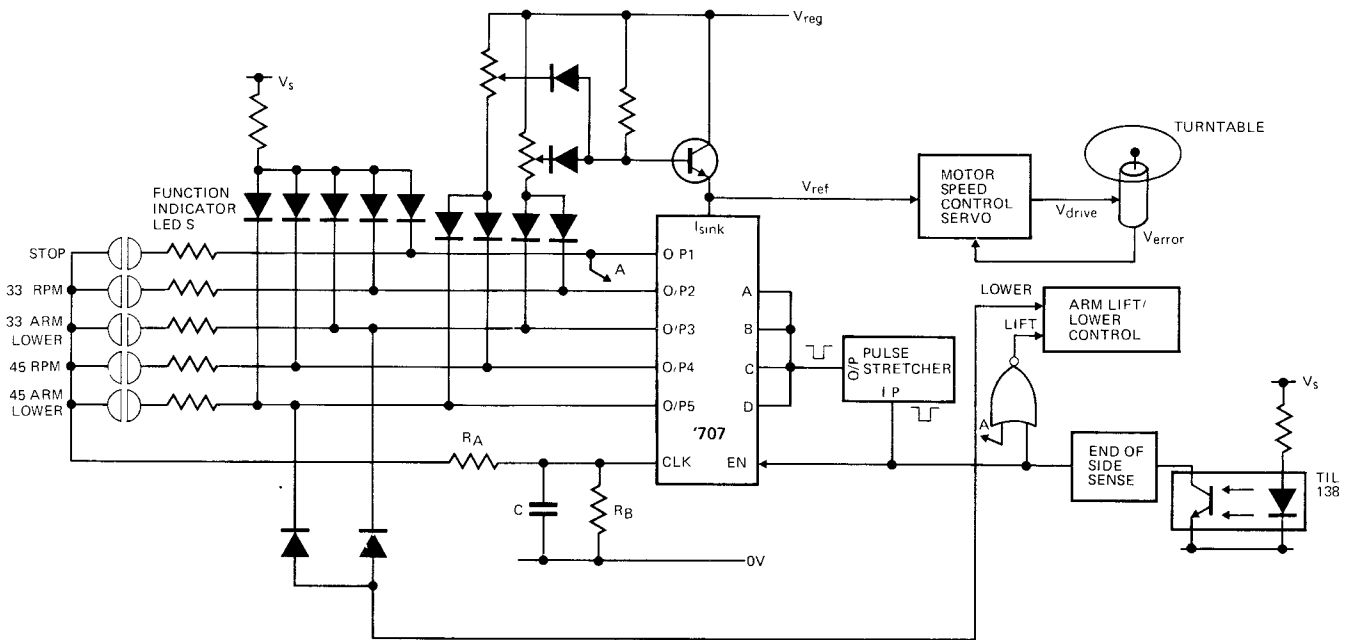 Vreg
Vs
FUNCTION
INDICATOR
LED S
STOP
33 RPM
33 ARM
LOWER
45 RPM
45 ARM
LOWER
Isink
O P1
O/P2
O/P3
O/P4
O/P5
'707
CLK
EN
A
B
C
D
A
Vref
MOTOR
SPEED
CONTROL
SERVO
Vdrive
Verror
TURNTABLE
LOWER
LIFT
ARM LIFT/
LOWER
CONTROL
O/P
PULSE
STRETCHER
I P
A
END OF
SIDE
SENSE
Vs
TIL
138
RA
C
RB
0V